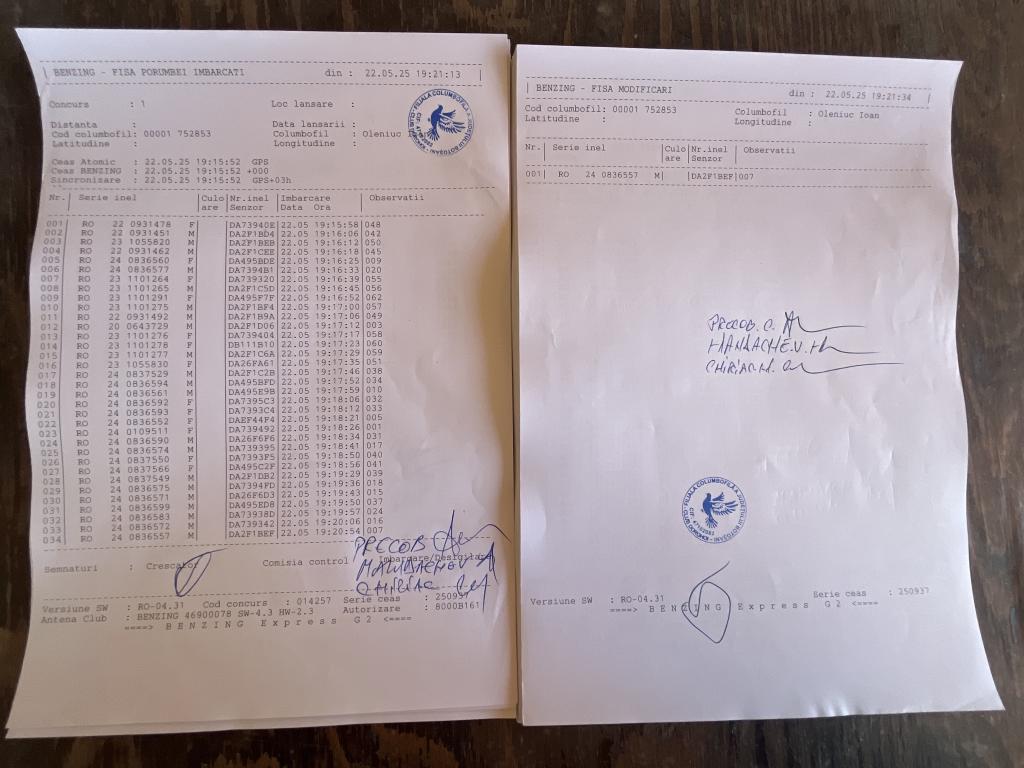 BENZING - FISA PORUMBEI IMBARCATI din : 22.05.25 19:21:13
Concurs : 1 Loc lansare :
Distanta : Data lansarii :
Cod columbofil: 00001 752853 Columbofil : Oleniuc
Latitudine : Longitudine :
Ceas Atomic : 22.05.25 19:15:52 GPS
Ceas BENZING : 22.05.25 19:15:52 +000
Sincronizare : 22.05.25 19:15:52 GPS+03h
Nr. Serie inel Culo Nr.inel Imbarcare Observatii
are Senzor Data Ora
001 RO 22 0931478 F DA73940E 22.05 19:15:58 048
002 RO 22 0931451 M DA2F1BD4 22.05 19:16:06 042
003 RO 23 1055820 M DA2F1BEB 22.05 19:16:12 050
004 RO 22 0931462 M DA2F1CEE 22.05 19:16:18 045
005 RO 24 0836560 F DA495BDE 22.05 19:16:25 009
006 RO 24 0836577 M DA7394B1 22.05 19:16:33 020
007 RO 23 1101264 F DA739320 22.05 19:16:39 055
008 RO 23 1101265 M DA2F1C5D 22.05 19:16:45 056
009 RO 23 1101291 F DA495F7F 22.05 19:16:52 062
010 RO 23 1101275 M DA2F1BF4 22.05 19:17:00 057
011 RO 22 0931492 M DA2F1B9A 22.05 19:17:06 049
012 RO 20 0643729 M DA2F1D06 22.05 19:17:12 003
013 RO 23 1101276 F DA739404 22.05 19:17:17 058
014 RO 23 1101278 F DB111B10 22.05 19:17:23 060
015 RO 23 1101277 M DA2F1C6A 22.05 19:17:29 059
016 RO 23 1055830 F DA26FA61 22.05 19:17:35 051
017 RO 24 0837529 M DA2F1C2B 22.05 19:17:46 038
018 RO 24 0836594 M DA495BFD 22.05 19:17:52 034
019 RO 24 0836561 M DA495E9B 22.05 19:17:59 010
020 RO 24 0836592 F DA7395C3 22.05 19:18:06 032
021 RO 24 0836593 F DA7393C4 22.05 19:18:12 033
022 RO 24 0836552 F DAEF44F4 22.05 19:18:21 005
023 RO 24 0109511 F DA739492 22.05 19:18:26 001
024 RO 24 0836590 M DA26F6F6 22.05 19:18:34 031
025 RO 24 0836574 M DA739395 22.05 19:18:41 017
026 RO 24 0837550 F DA7393F5 22.05 19:18:50 040
027 RO 24 0837566 F DA495C2F 22.05 19:18:56 041
028 RO 24 0837549 M DA2F1DB2 22.05 19:19:29 039
029 RO 24 0836575 M DA7394FD 22.05 19:19:36 018
030 RO 24 0836571 M DA26F6D3 22.05 19:19:43 015
031 RO 24 0836599 M DA495ED8 22.05 19:19:50 037
032 RO 24 0836583 M DA73938D 22.05 19:19:57 024
033 RO 24 0836572 M DA739342 22.05 19:20:06 016
034 RO 24 0836557 M DA2F1BEF 22.05 19:20:54 007
Semnaturi : Crescator Comisia control / Imbarcare/Desigilare
PRECOB
CHIRIAC
Versiune SW : RO-04.31 Cod concurs : 014257 Serie ceas : 250937
Antena Club : BENZING 46900078 SW-4.3 HW-2.3 Autorizare : 8000B161
====> B E N Z I N G E x p r e s s G 2 <====
BENZING - FISA MODIFICARI din : 22.05.25 19:21:34
Cod columbofil: 00001 752853 Columbofil : Oleniuc Ioan
Latitudine : Longitudine :
Nr. Serie inel Culo Nr.inel Observatii
are Senzor
001 RO 24 0836557 M DA2F1BEF 007
PRECOB. C.
CHIRIAC. M.
FILIALA COLUMBOFILA A JUDETULUI BOTOSANI
Versiune SW : RO-04.31 Serie ceas : 250937
====> B E N Z I N G E x p r e s s G 2 <====